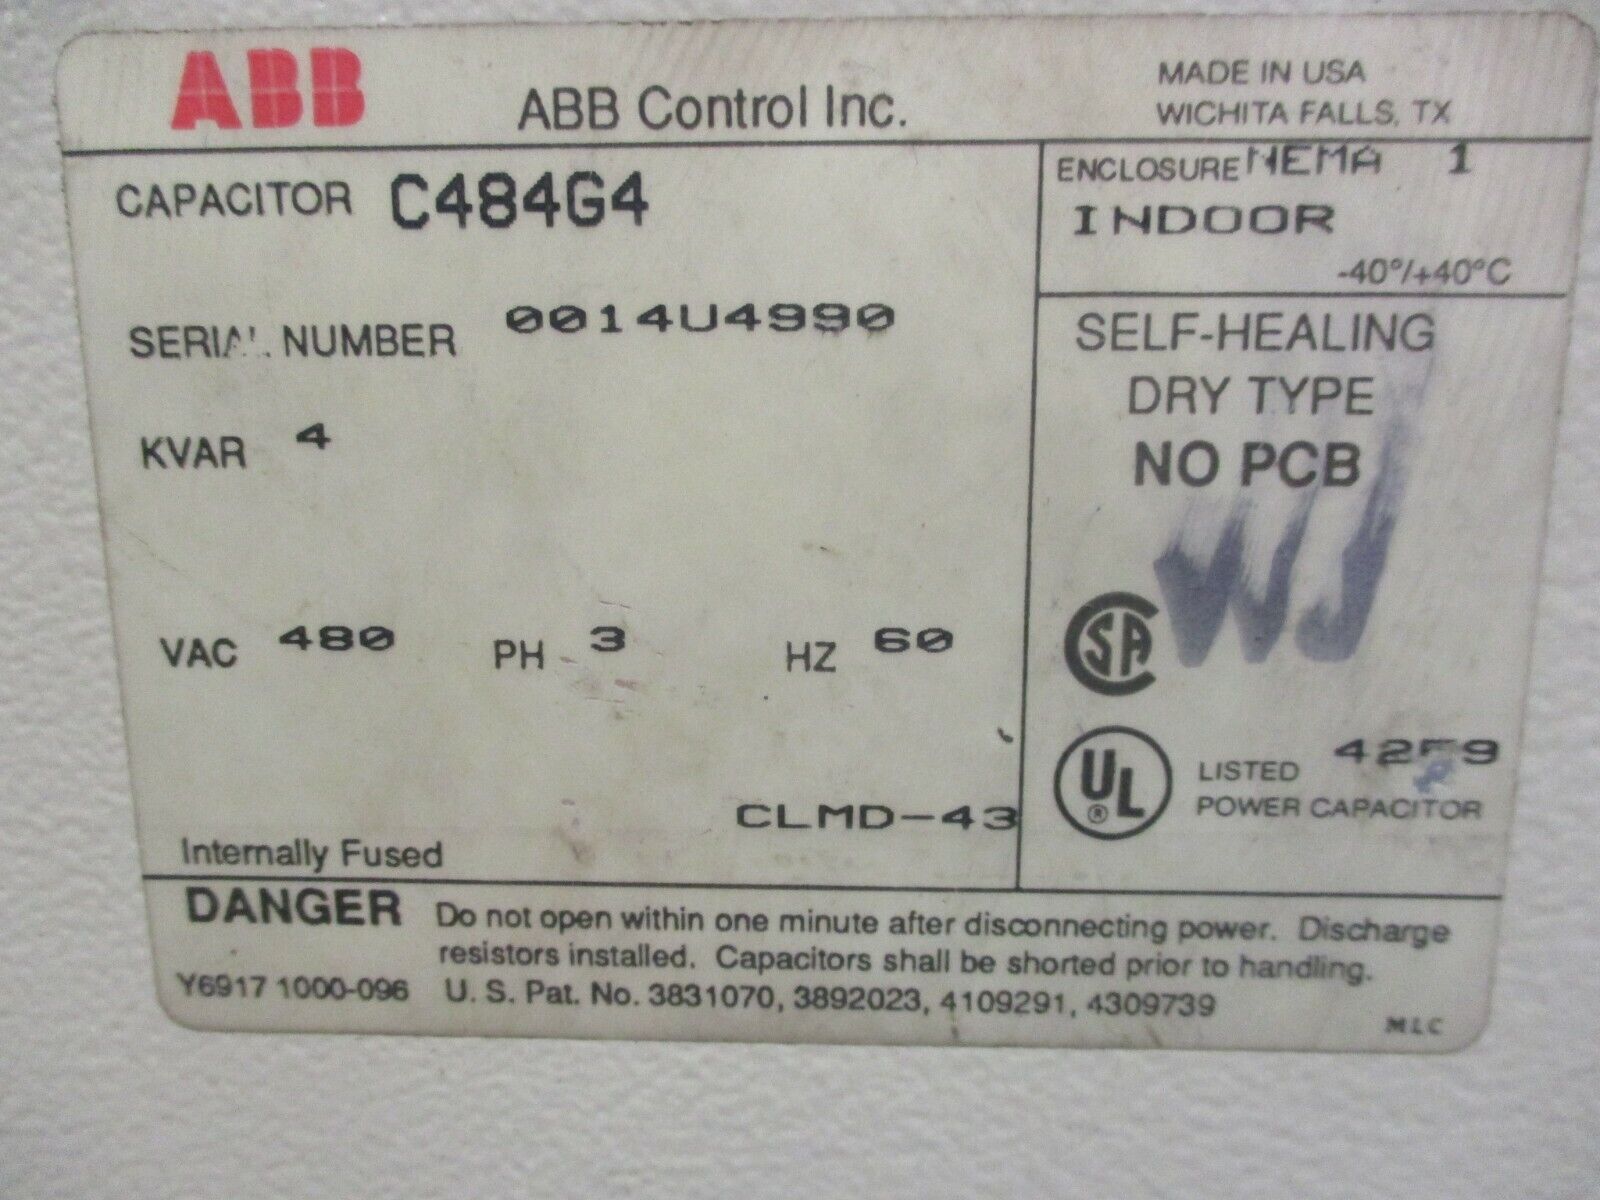 ABB ABB Control Inc.
MADE IN USA
WICHITA FALLS, TX
CAPACITOR C484G4
SERIAL NUMBER 0014U4990
KVAR 4
VAC 480 PH 3 HZ 60
CLMD-43
Internally Fused
ENCLOSURE NEMA 1
INDOOR
-40°/+40°C
SELF-HEALING
DRY TYPE
NO PCB
WJ
CSA
UL ® LISTED 4259
POWER CAPACITOR
DANGER Do not open within one minute after disconnecting power. Discharge
resistors installed. Capacitors shall be shorted prior to handling.
Y6917 1000-096 U. S. Pat. No. 3831070, 3892023, 4109291, 4309739
MLC